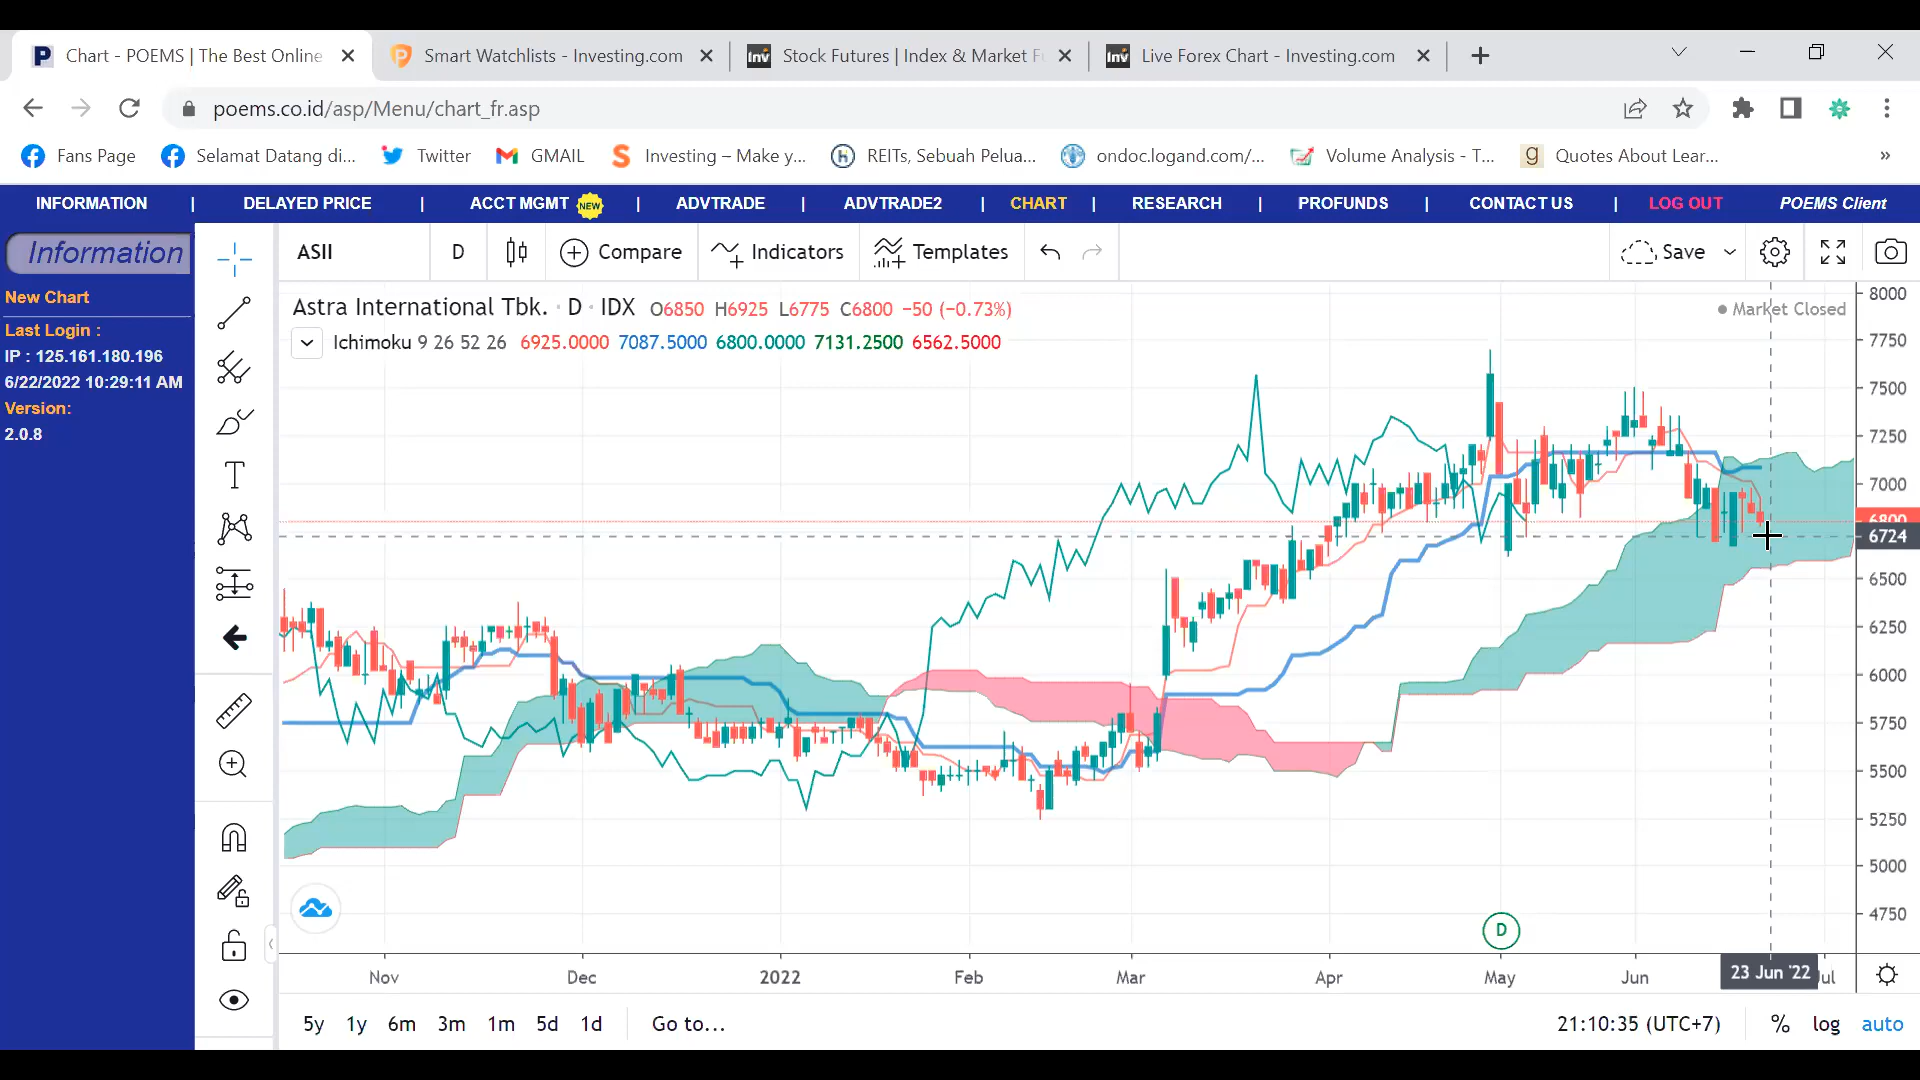 Chart - POEMS | The Best Online
Smart Watchlists - Investing.com
Stock Futures | Index & Market F
Live Forex Chart - Investing.com
poems.co.id/asp/Menu/chart_fr.asp
Fans Page
Selamat Datang di...
Twitter
GMAIL
Investing – Make y...
REITs, Sebuah Pelua...
ondoc.logand.com/...
Volume Analysis - T...
Quotes About Lear...
»
INFORMATION | DELAYED PRICE | ACCT MGMT NEW | ADVTRADE | ADVTRADE2 | CHART | RESEARCH | PROFUNDS | CONTACT US | LOG OUT POEMS Client
Information
New Chart
Last Login :
IP : 125.161.180.196
6/22/2022 10:29:11 AM
Version:
2.0.8
ASII
D
Compare
Indicators
Templates
Save
Astra International Tbk. · D · IDX O6850 H6925 L6775 C6800 −50 (−0.73%)
Market Closed
Ichimoku 9 26 52 26 6925.0000 7087.5000 6800.0000 7131.2500 6562.5000
8000
7750
7500
7250
7000
6800
6724
6500
6250
6000
5750
5500
5250
5000
4750
D
Nov
Dec
2022
Feb
Mar
Apr
May
Jun
23 Jun '22
ul
5y 1y 6m 3m 1m 5d 1d Go to...
21:10:35 (UTC+7)
% log auto